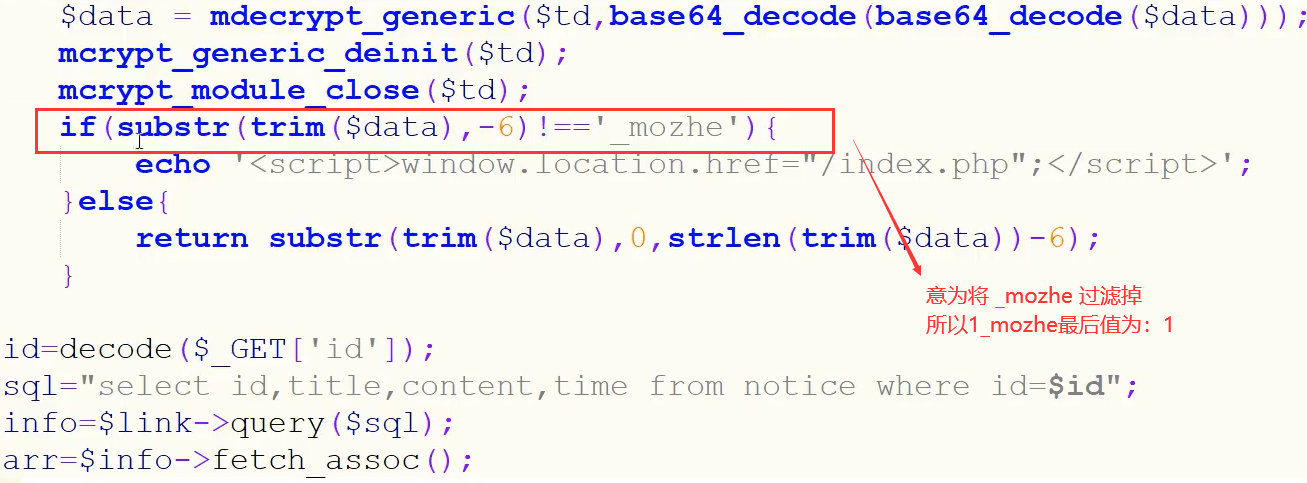 $data = mdecrypt_generic($td,base64_decode(base64_decode($data)));
mcrypt_generic_deinit($td);
mcrypt_module_close($td);
if(substr(trim($data),-6)!=='_mozhe'){
echo '<script>window.location.href="/index.php";</script>';
}else{
return substr(trim($data),0,strlen(trim($data))-6);
}
意为将 _mozhe 过滤掉
所以1_mozhe最后值为：1
id=decode($_GET['id']);
sql="select id,title,content,time from notice where id=$id";
info=$link->query($sql);
arr=$info->fetch_assoc();